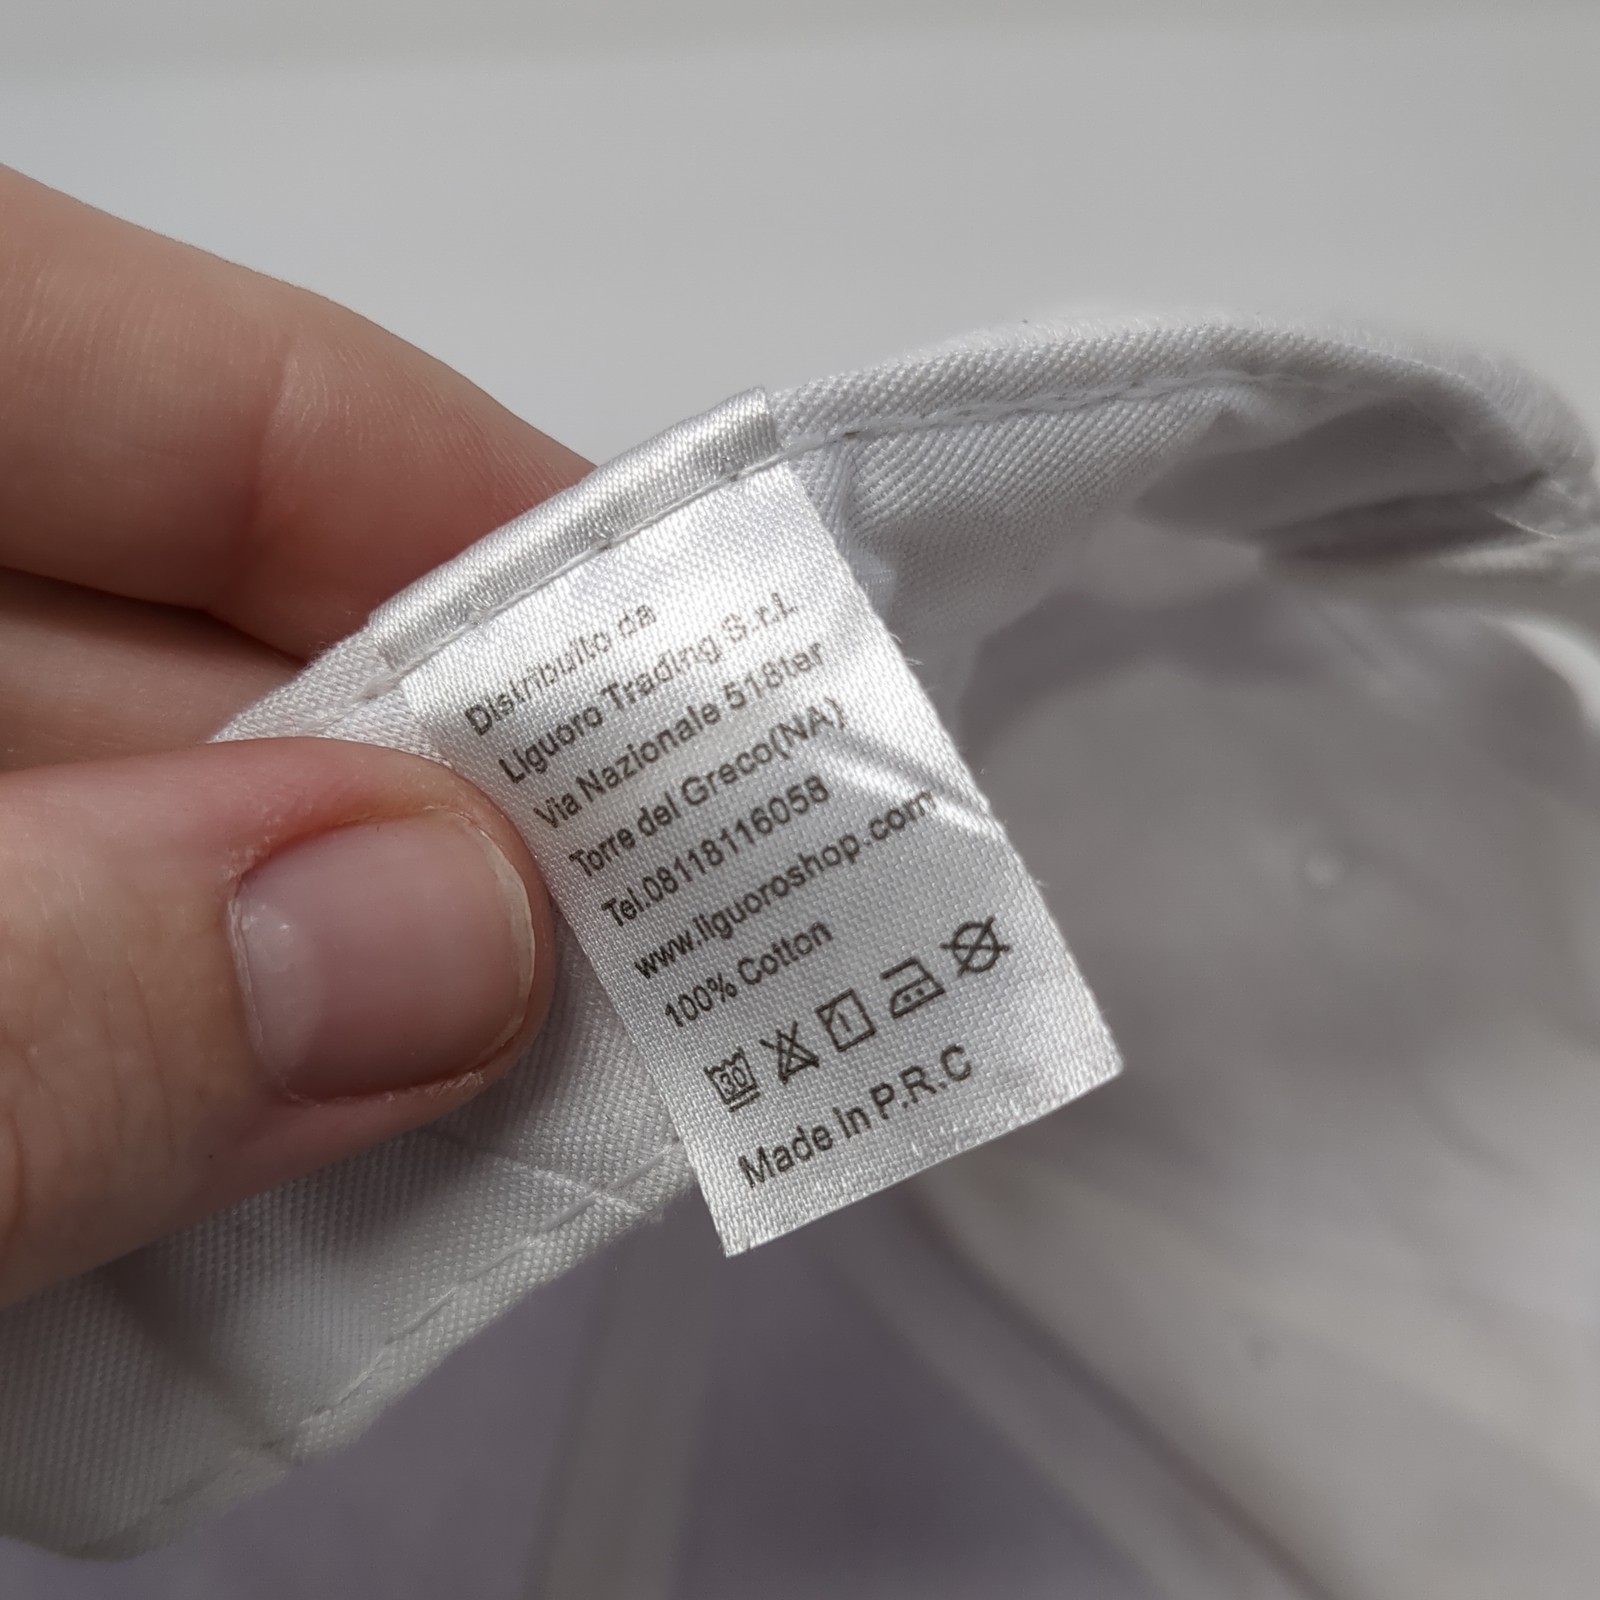 Distribuito da
Liguoro Trading S.r.l.
Via Nazionale 518ter
Torre del Greco(NA)
Tel.08118116058
www.liguoroshop.com
100% Cotton
30
Made In P.R.C